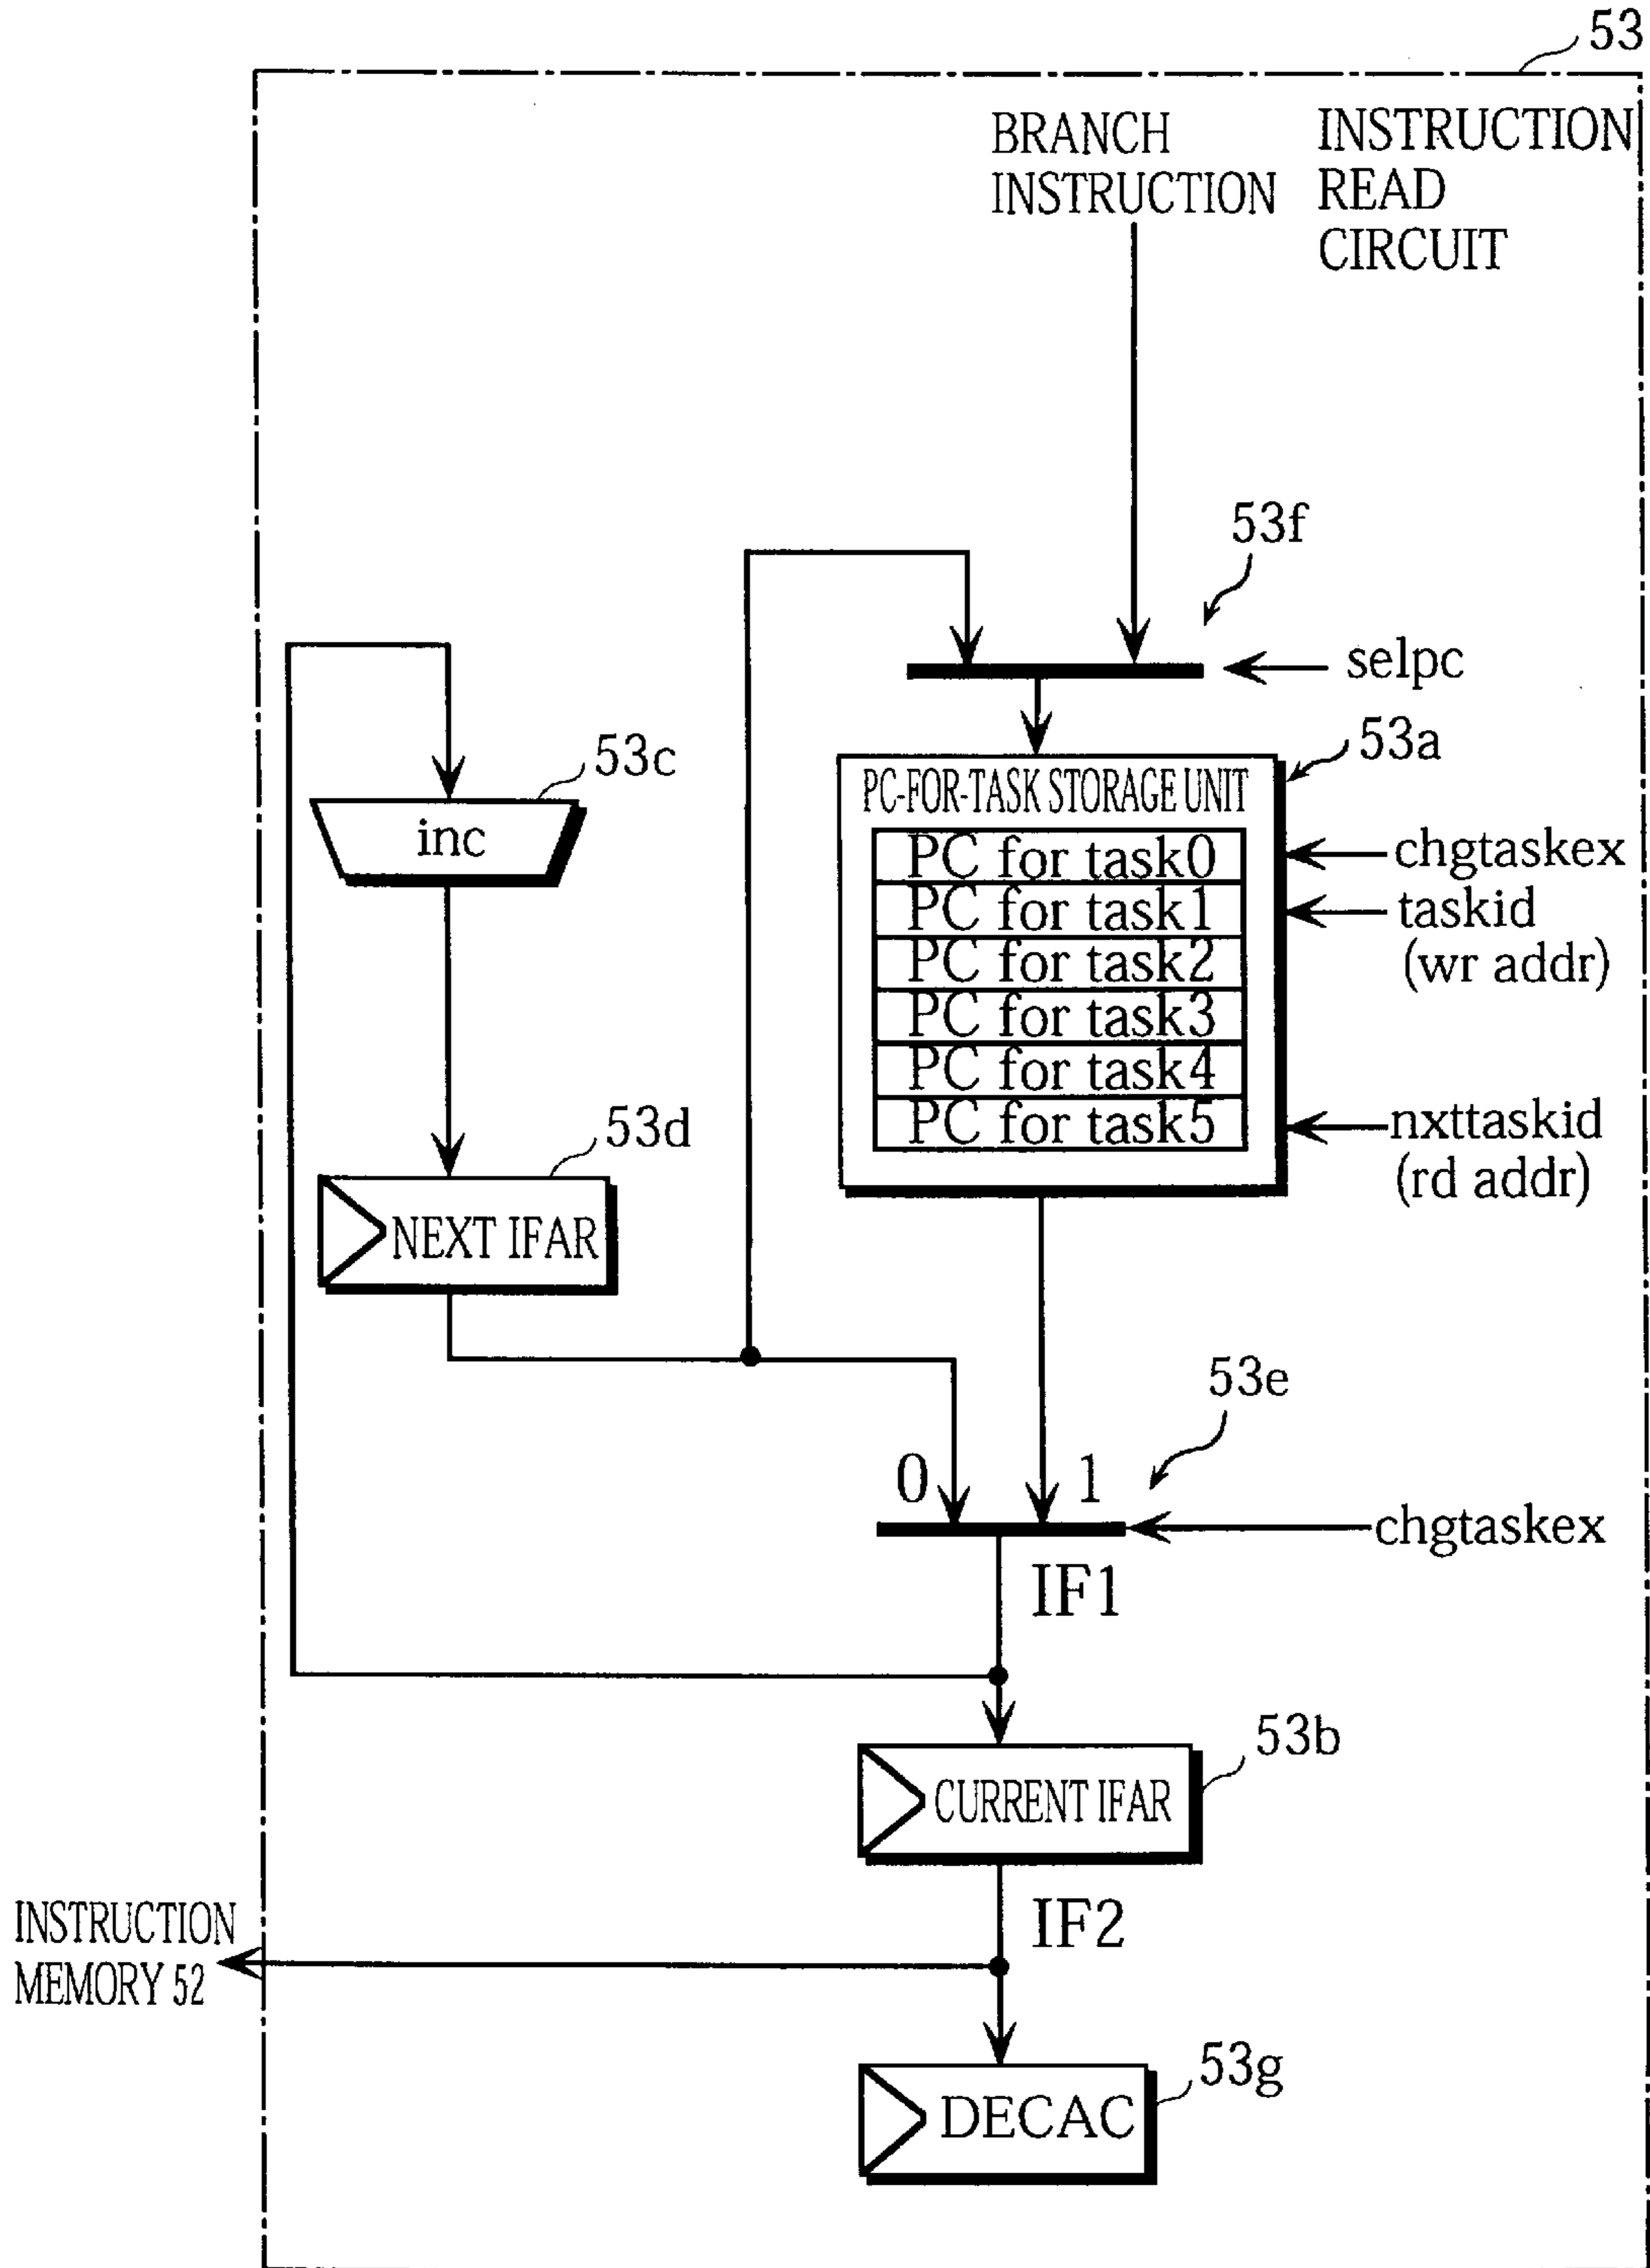 53
BRANCH
INSTRUCTION
INSTRUCTION
READ
CIRCUIT
53f
selpc
53c
inc
53a
PC-FOR-TASK STORAGE UNIT
PC for task0
PC for task1
PC for task2
PC for task3
PC for task4
PC for task5
chgtaskex
taskid
(wr addr)
nxttaskid
(rd addr)
53d
NEXT IFAR
53e
0
1
chgtaskex
IF1
53b
CURRENT IFAR
IF2
INSTRUCTION
MEMORY 52
53g
DECAC